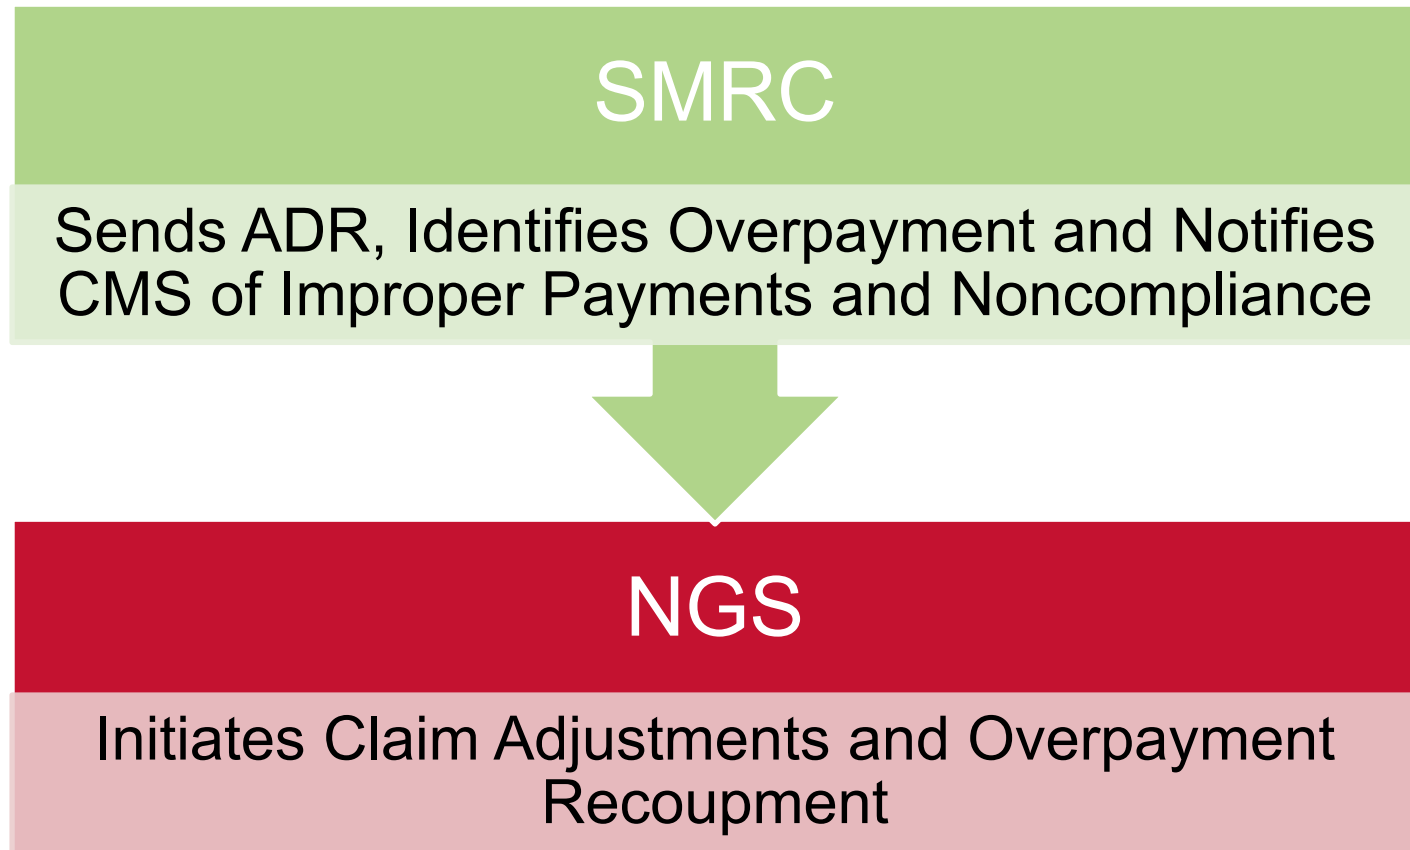 SMRC
Sends ADR, Identifies Overpayment and Notifies
CMS of Improper Payments and Noncompliance
NGS
Initiates Claim Adjustments and Overpayment
Recoupment